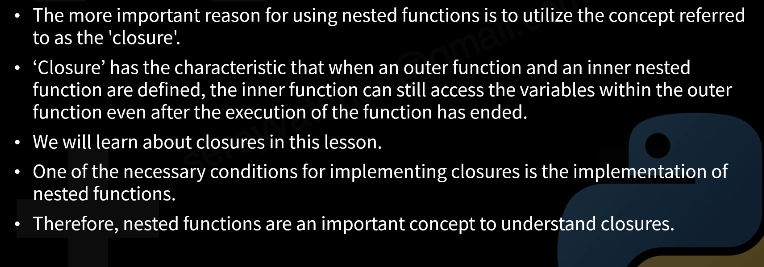 • The more important reason for using nested functions is to utilize the concept referred
to as the 'closure'.
• ‘Closure’ has the characteristic that when an outer function and an inner nested
function are defined, the inner function can still access the variables within the outer
function even after the execution of the function has ended.
• We will learn about closures in this lesson.
• One of the necessary conditions for implementing closures is the implementation of
nested functions.
• Therefore, nested functions are an important concept to understand closures.